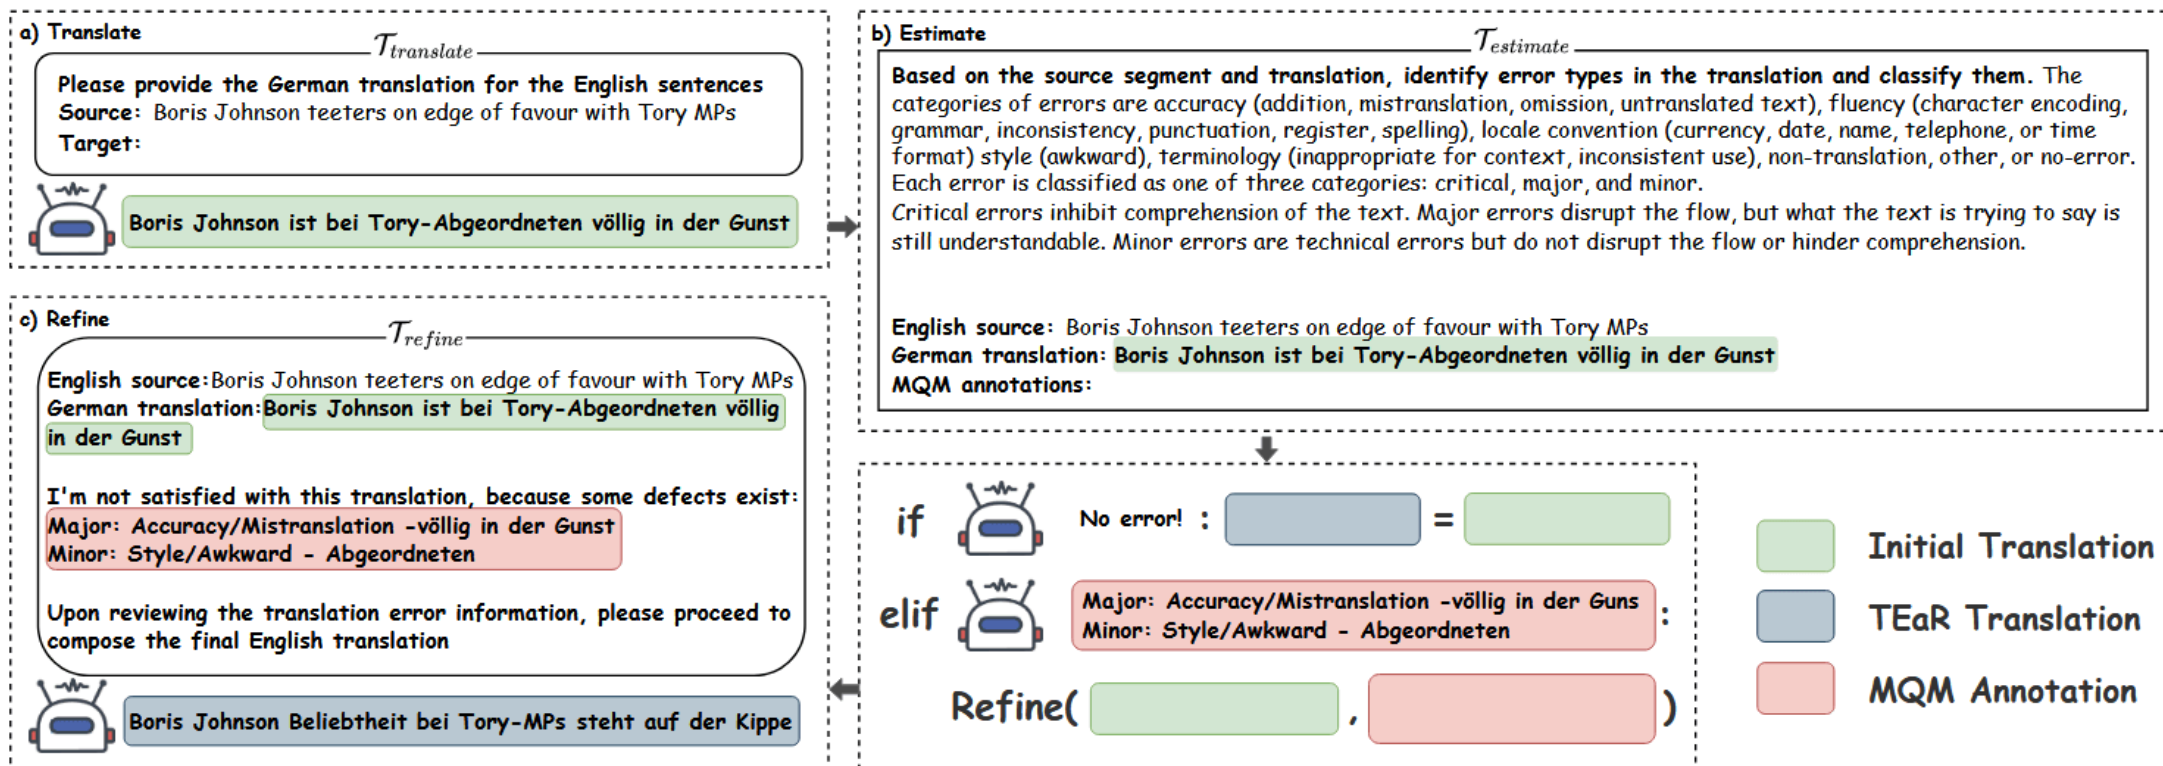 a) Translate
𝒯translate
Please provide the German translation for the English sentences
Source: Boris Johnson teeters on edge of favour with Tory MPs
Target:
Boris Johnson ist bei Tory-Abgeordneten völlig in der Gunst
b) Estimate
𝒯estimate
Based on the source segment and translation, identify error types in the translation and classify them. The
categories of errors are accuracy (addition, mistranslation, omission, untranslated text), fluency (character encoding,
grammar, inconsistency, punctuation, register, spelling), locale convention (currency, date, name, telephone, or time
format) style (awkward), terminology (inappropriate for context, inconsistent use), non-translation, other, or no-error.
Each error is classified as one of three categories: critical, major, and minor.
Critical errors inhibit comprehension of the text. Major errors disrupt the flow, but what the text is trying to say is
still understandable. Minor errors are technical errors but do not disrupt the flow or hinder comprehension.
English source: Boris Johnson teeters on edge of favour with Tory MPs
German translation: Boris Johnson ist bei Tory-Abgeordneten völlig in der Gunst
MQM annotations:
if No error! : =
elif Major: Accuracy/Mistranslation -völlig in der Guns :
Minor: Style/Awkward - Abgeordneten
Refine( , )
c) Refine
𝒯refine
English source:Boris Johnson teeters on edge of favour with Tory MPs
German translation:Boris Johnson ist bei Tory-Abgeordneten völlig
in der Gunst
I'm not satisfied with this translation, because some defects exist:
Major: Accuracy/Mistranslation -völlig in der Gunst
Minor: Style/Awkward - Abgeordneten
Upon reviewing the translation error information, please proceed to
compose the final English translation
Boris Johnson Beliebtheit bei Tory-MPs steht auf der Kippe
Initial Translation
TEaR Translation
MQM Annotation